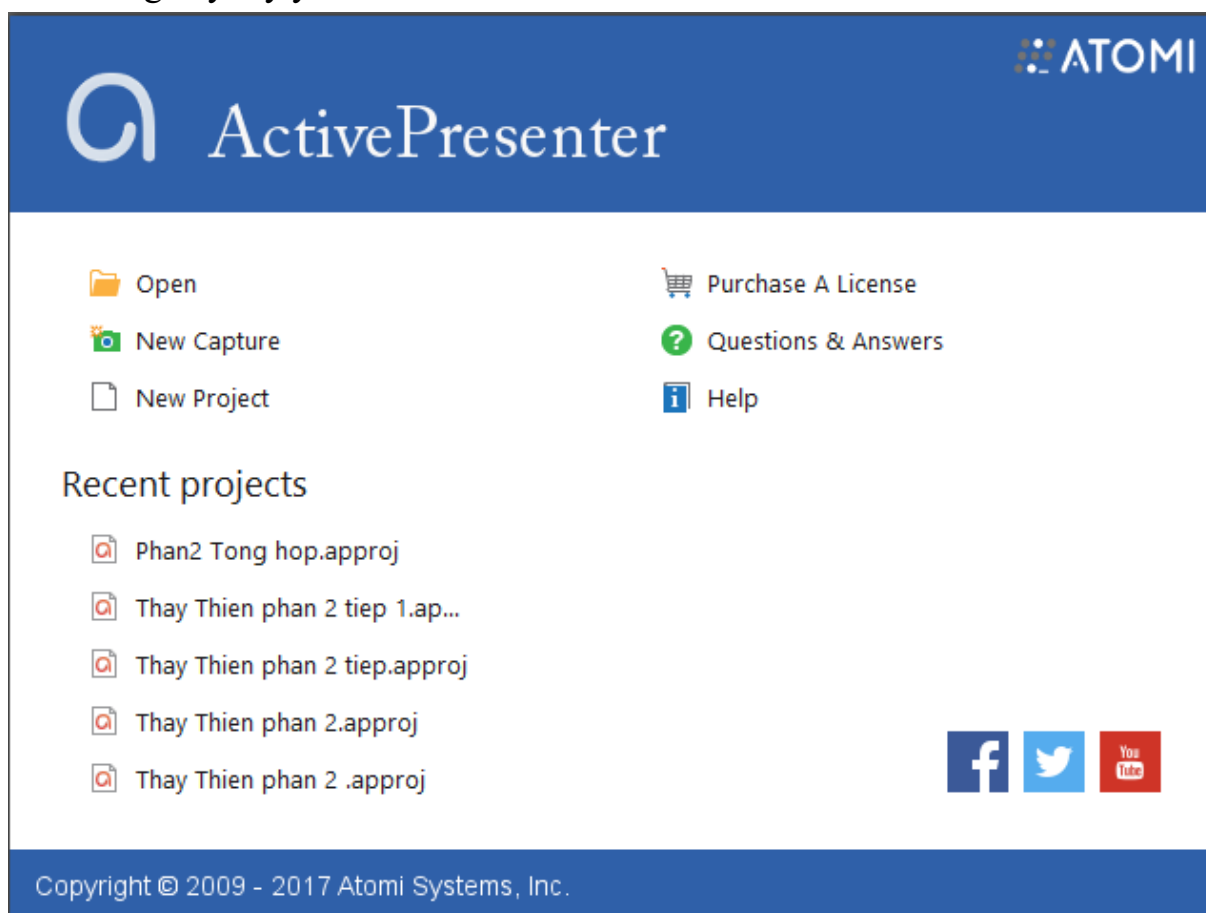 ATOMI
ActivePresenter
Open
New Capture
New Project
Purchase A License
Questions & Answers
Help
Recent projects
Phan2 Tong hop.approj
Thay Thien phan 2 tiep 1.ap...
Thay Thien phan 2 tiep.approj
Thay Thien phan 2.approj
Thay Thien phan 2 .approj
You
Tube
Copyright © 2009 - 2017 Atomi Systems, Inc.